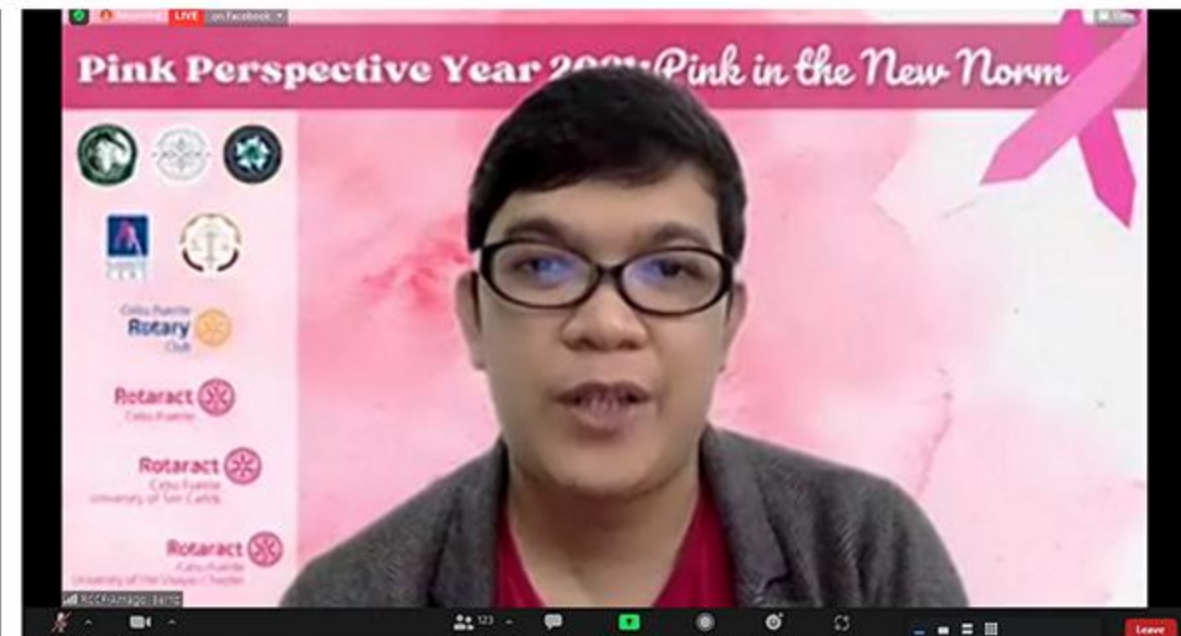 LIVE on Facebook
Pink Perspective Year Pink in the New Norm
Cebu Fuente
Rotary
Club
Rotaract
Cebu Fuente
Rotaract
Cebu Fuente
University of San Carlos
Rotaract
Cebu Fuente
University of the Visayas Chapter
123
Leave